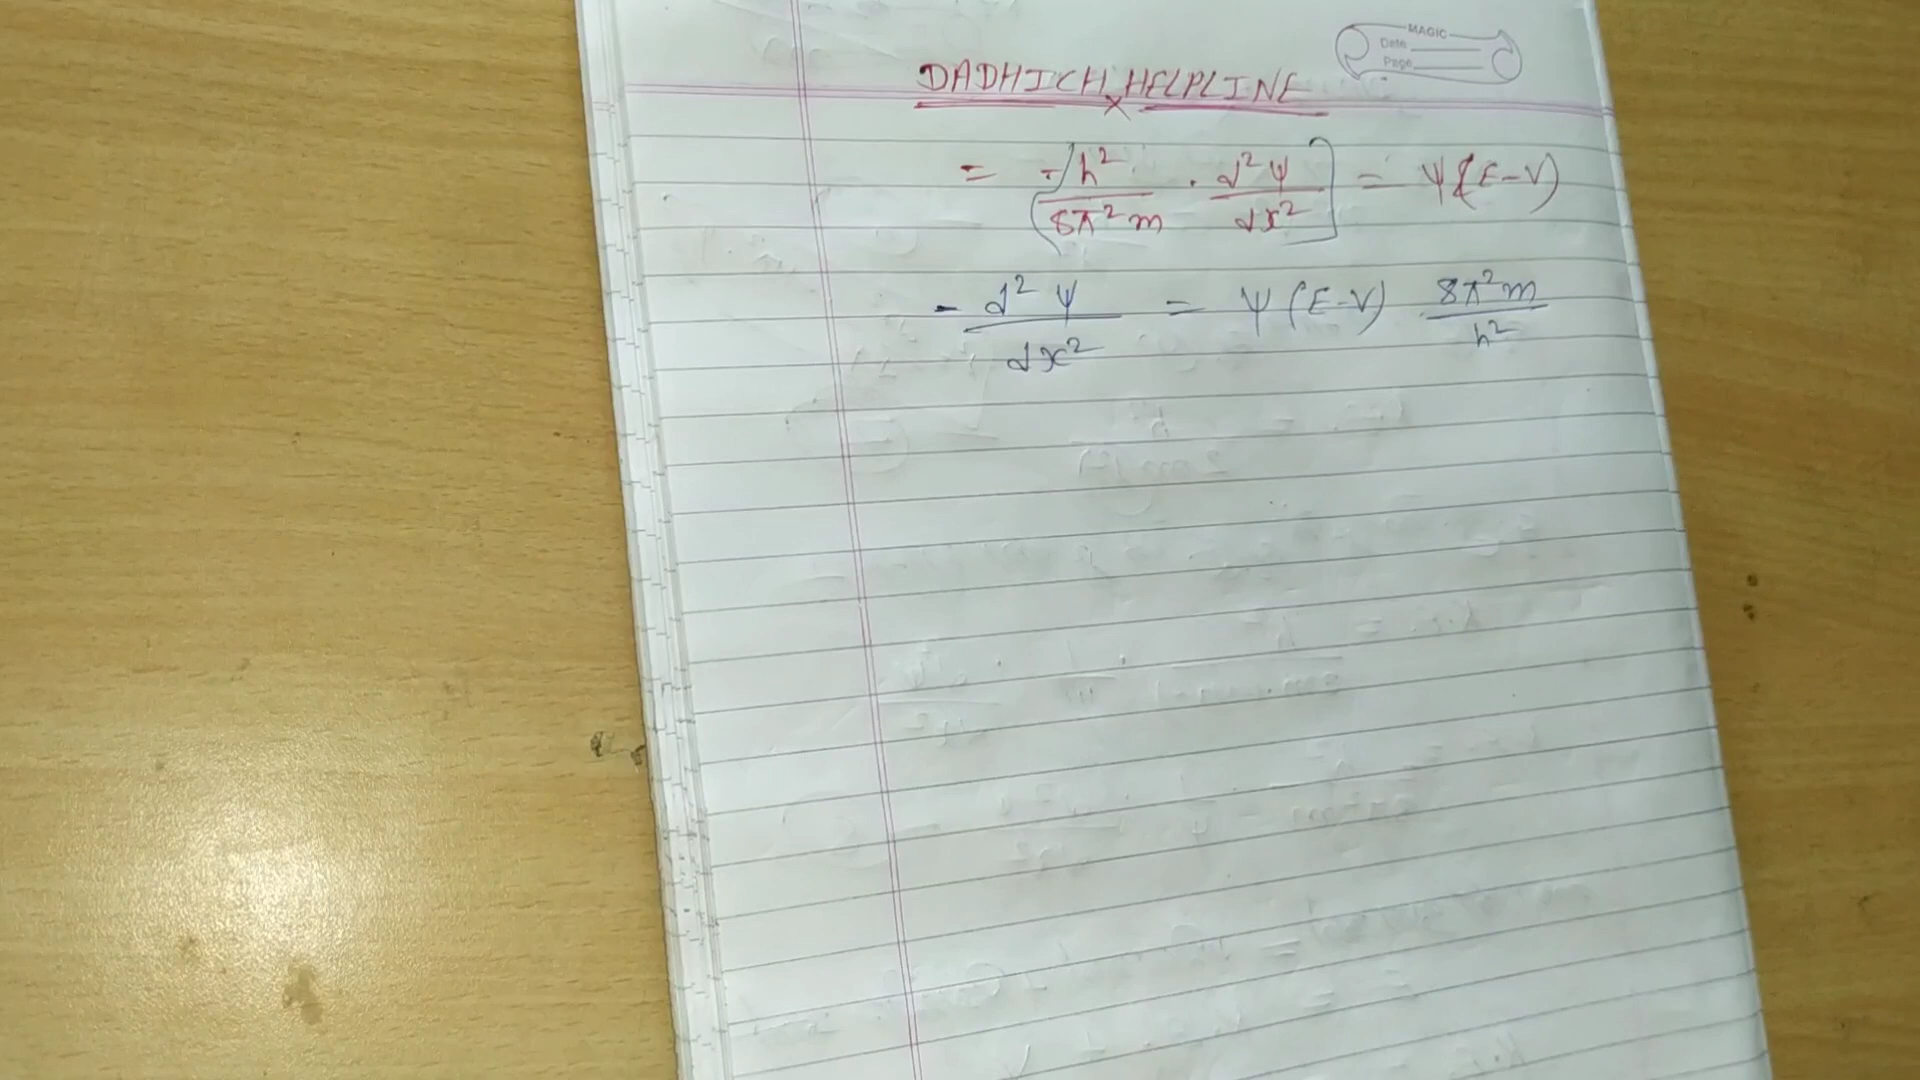 MAGIC
Date
Page
DADHICH HELPLINE
= -h²/8π²m · d²ψ/dx² = ψ(E-V)
- d²ψ/dx² = ψ(E-V) 8π²m/h²